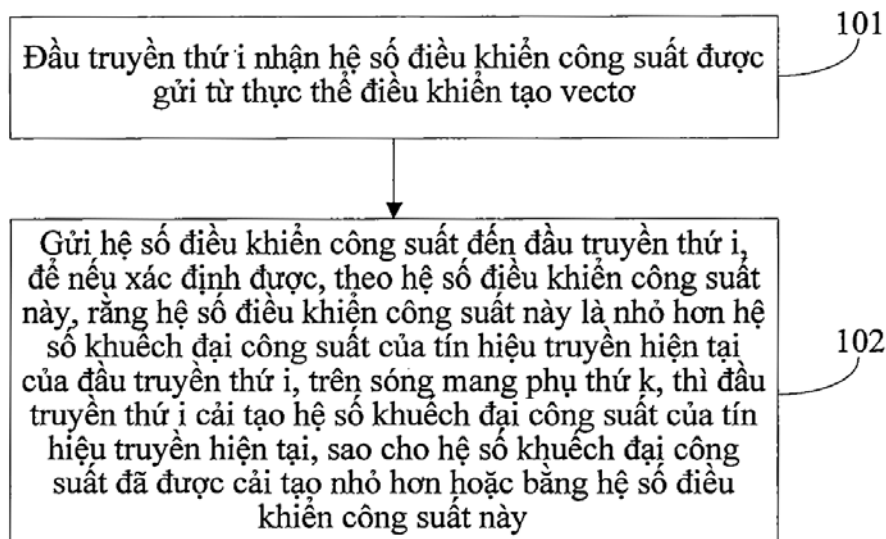 101
Đầu truyền thứ i nhận hệ số điều khiển công suất được
gửi từ thực thể điều khiển tạo vectơ
Gửi hệ số điều khiển công suất đến đầu truyền thứ i,
để nếu xác định được, theo hệ số điều khiển công suất
này, rằng hệ số điều khiển công suất này là nhỏ hơn hệ
số khuếch đại công suất của tín hiệu truyền hiện tại
của đầu truyền thứ i, trên sóng mang phụ thứ k, thì đầu
truyền thứ i cải tạo hệ số khuếch đại công suất của tín
hiệu truyền hiện tại, sao cho hệ số khuếch đại công
suất đã được cải tạo nhỏ hơn hoặc bằng hệ số điều
khiển công suất này
102